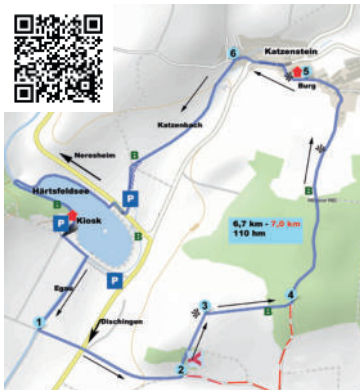 6
Katzenstein
5
Burg
Katzenbach
B
Neresheim
P
Härtsfeldsee
B
B
P
Kiosk
B
6,7 km - 7,0 km
110 hm
P
Egau
4
3
B
1
Dischingen
2